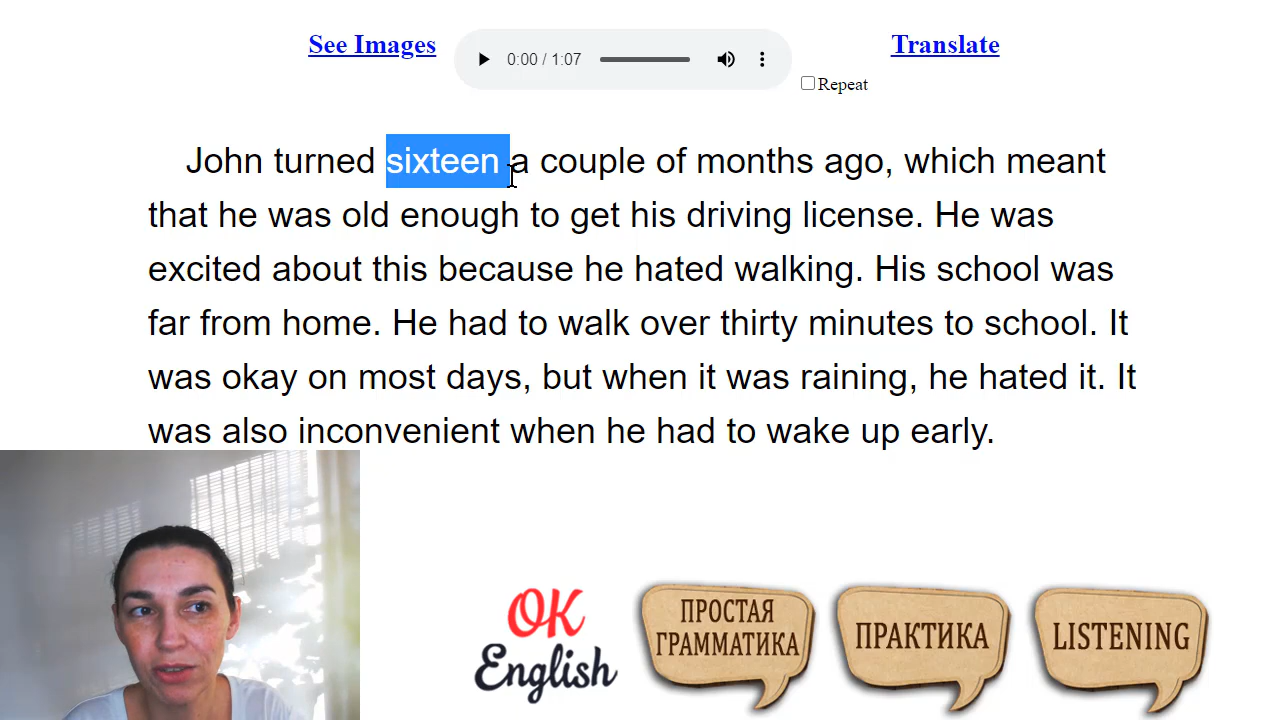 See Images
0:00 / 1:07
Translate
Repeat
John turned sixteen a couple of months ago, which meant
that he was old enough to get his driving license. He was
excited about this because he hated walking. His school was
far from home. He had to walk over thirty minutes to school. It
was okay on most days, but when it was raining, he hated it. It
was also inconvenient when he had to wake up early.
OK
English
ПРОСТАЯ
ГРАММАТИКА
ПРАКТИКА
LISTENING